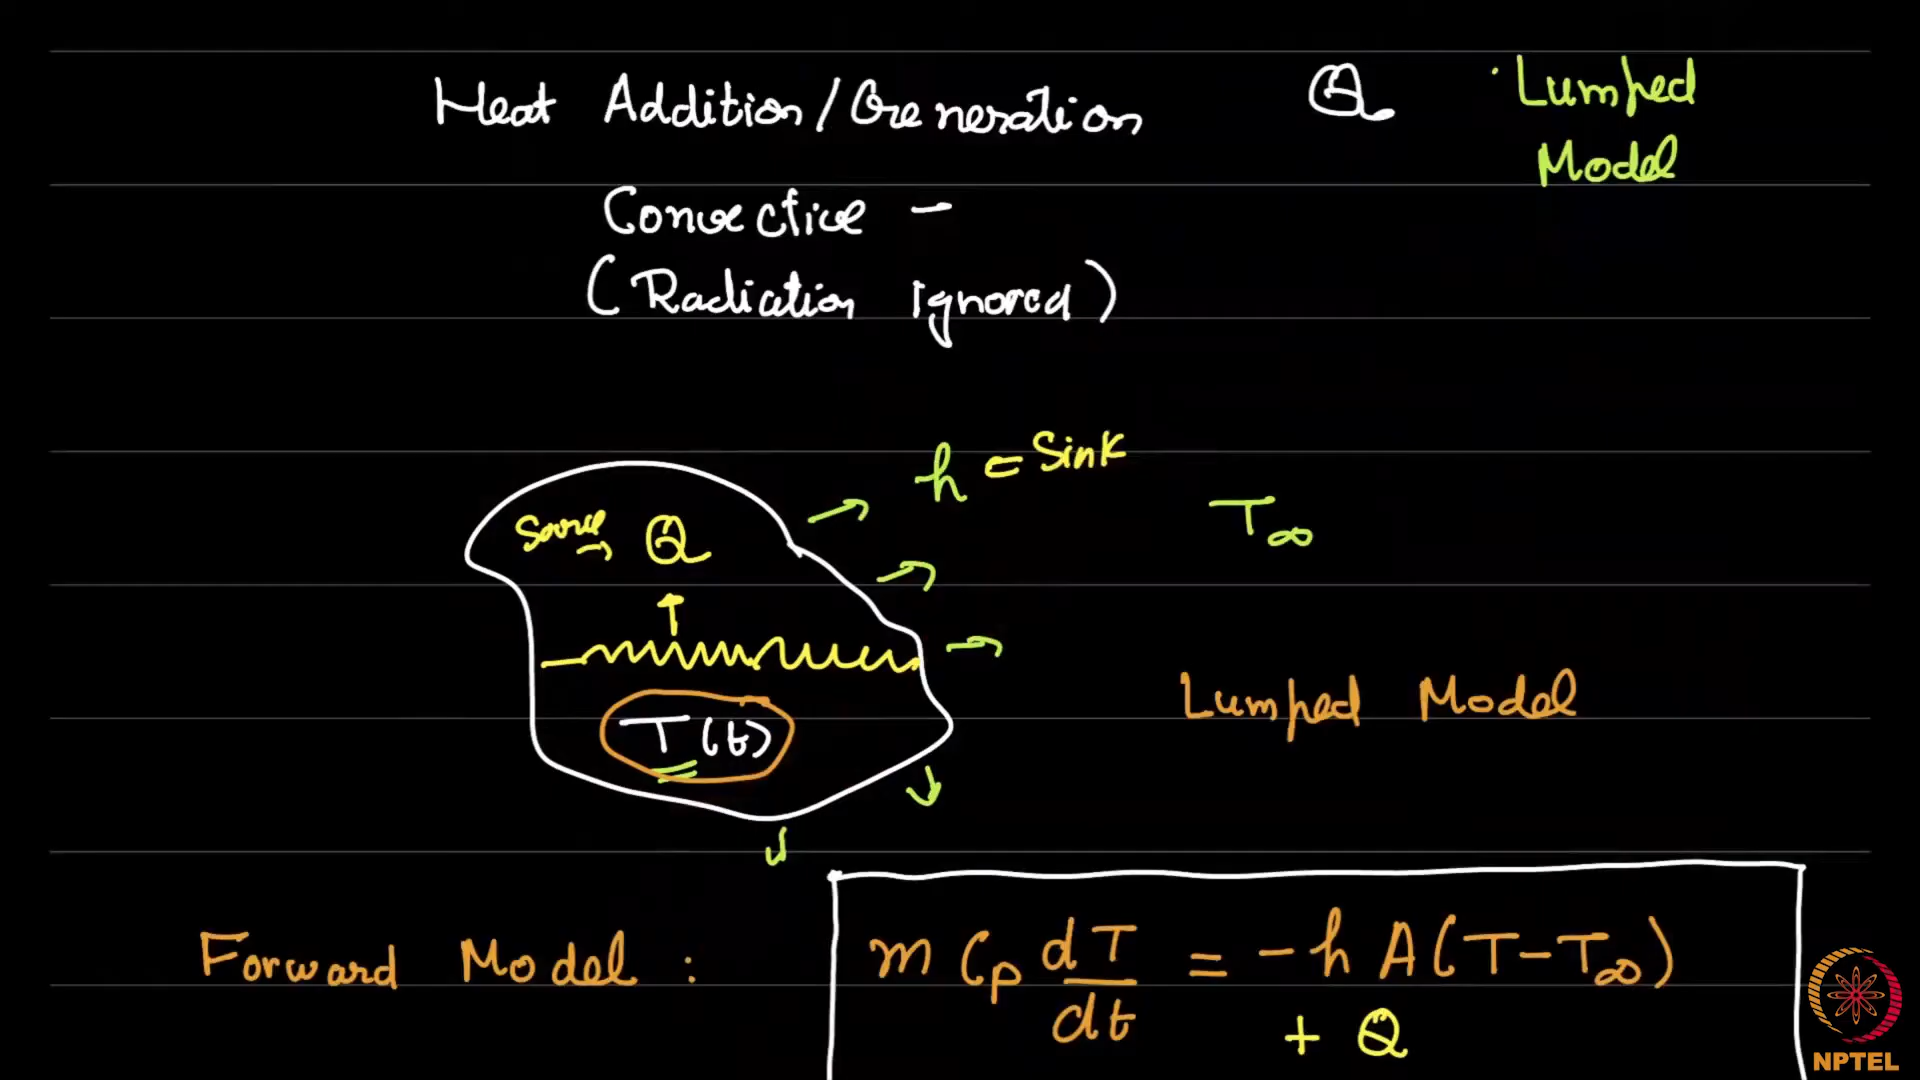 Heat Addition/Generation Q
Lumped
Model
Convective -
(Radiation ignored)
h = Sink
T∞
Source → Q
T(t)
Lumped Model
Forward Model : m Cp dT/dt = -h A(T-T∞)
+ Q
NPTEL